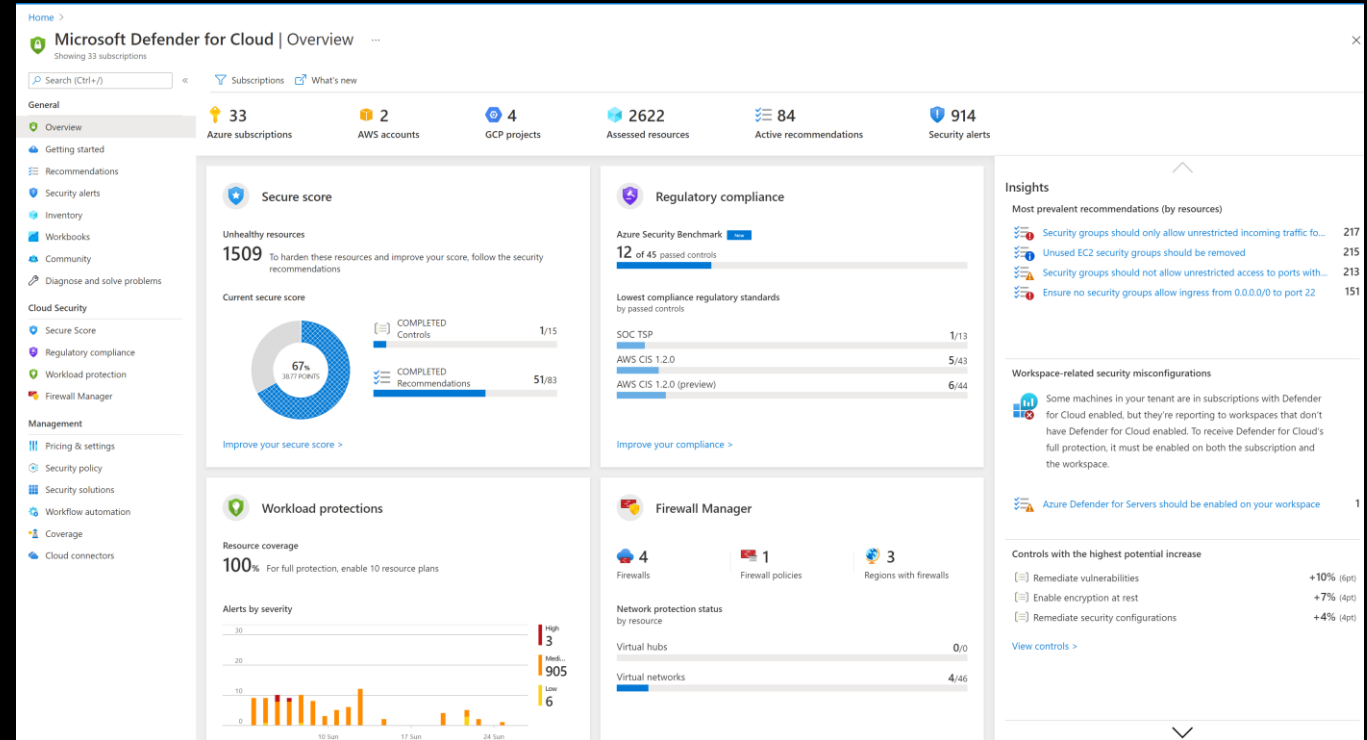 Home >
Microsoft Defender for Cloud | Overview ...
Showing 33 subscriptions
Search (Ctrl+/)
«
Subscriptions
What's new
General
Overview
Getting started
Recommendations
Security alerts
Inventory
Workbooks
Community
Diagnose and solve problems
Cloud Security
Secure Score
Regulatory compliance
Workload protection
Firewall Manager
Management
Pricing & settings
Security policy
Security solutions
Workflow automation
Coverage
Cloud connectors
33
Azure subscriptions
2
AWS accounts
4
GCP projects
2622
Assessed resources
84
Active recommendations
914
Security alerts
Secure score
Unhealthy resources
1509 To harden these resources and improve your score, follow the security
recommendations
Current secure score
67%
38.77 POINTS
COMPLETED
Controls 1/15
COMPLETED
Recommendations 51/83
Improve your secure score >
Regulatory compliance
Azure Security Benchmark New
12 of 45 passed controls
Lowest compliance regulatory standards
by passed controls
SOC TSP 1/13
AWS CIS 1.2.0 5/43
AWS CIS 1.2.0 (preview) 6/44
Improve your compliance >
Workload protections
Resource coverage
100% For full protection, enable 10 resource plans
Alerts by severity
30
20
10
0
10 Sun
17 Sun
24 Sun
High
3
Medi...
905
Low
6
Firewall Manager
4
Firewalls
1
Firewall policies
3
Regions with firewalls
Network protection status
by resource
Virtual hubs 0/0
Virtual networks 4/46
Insights
Most prevalent recommendations (by resources)
Security groups should only allow unrestricted incoming traffic fo... 217
Unused EC2 security groups should be removed 215
Security groups should not allow unrestricted access to ports with... 213
Ensure no security groups allow ingress from 0.0.0.0/0 to port 22 151
Workspace-related security misconfigurations
Some machines in your tenant are in subscriptions with Defender
for Cloud enabled, but they're reporting to workspaces that don't
have Defender for Cloud enabled. To receive Defender for Cloud's
full protection, it must be enabled on both the subscription and
the workspace.
Azure Defender for Servers should be enabled on your workspace 1
Controls with the highest potential increase
Remediate vulnerabilities +10% (6pt)
Enable encryption at rest +7% (4pt)
Remediate security configurations +4% (4pt)
View controls >